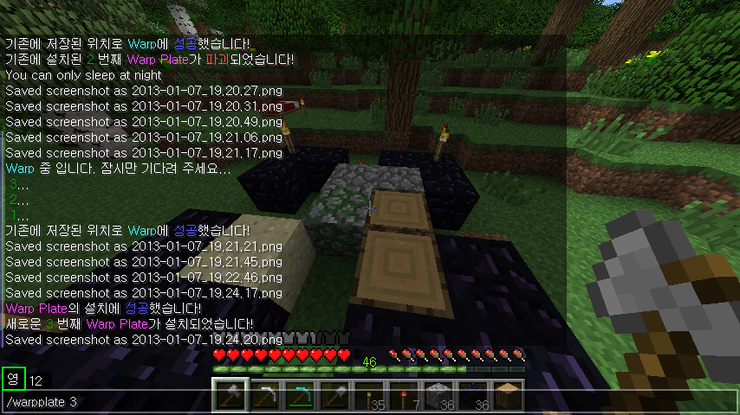 기존에 저장된 위치로 Warp에 성공했습니다!
기존에 설치된 2 번째 Warp Plate가 파괴되었습니다!
You can only sleep at night
Saved screenshot as 2013-01-07_19.20.27.png
Saved screenshot as 2013-01-07_19.20.31.png
Saved screenshot as 2013-01-07_19.20.49.png
Saved screenshot as 2013-01-07_19.21.06.png
Saved screenshot as 2013-01-07_19.21.17.png
Warp 중 입니다. 잠시만 기다려 주세요...
3...
2...
1...
기존에 저장된 위치로 Warp에 성공했습니다!
Saved screenshot as 2013-01-07_19.21.21.png
Saved screenshot as 2013-01-07_19.21.45.png
Saved screenshot as 2013-01-07_19.22.46.png
Saved screenshot as 2013-01-07_19.24.17.png
Warp Plate의 설치에 성공했습니다!
새로운 3 번째 Warp Plate가 설치되었습니다!
Saved screenshot as 2013-01-07_19.24.20.png
46
영 12
35 7 36 36
/warpplate 3